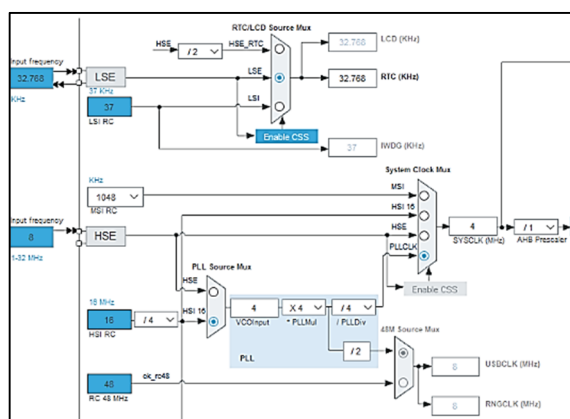 RTC/LCD Source Mux
HSE
/ 2
HSE_RTC
32.768
LCD (KHz)
Input frequency
32.768
KHz
LSE
LSE
32.768
RTC (KHz)
37 KHz
37
LSI RC
LSI
Enable CSS
37
IWDG (KHz)
System Clock Mux
KHz
1048
MSI RC
MSI
HSI 16
Input frequency
8
1-32 MHz
HSE
HSE
PLLCLK
4
SYSCLK (MHz)
/ 1
AHB Prescaler
Enable CSS
PLL Source Mux
HSE
16 MHz
16
HSI RC
/ 4
HSI 16
4
VCOInput
X 4
* PLLMul
/ 4
/ PLLDiv
PLL
/ 2
48M Source Mux
48
RC 48 MHz
ok_rc48
8
USBCLK (MHz)
8
RNGCLK (MHz)